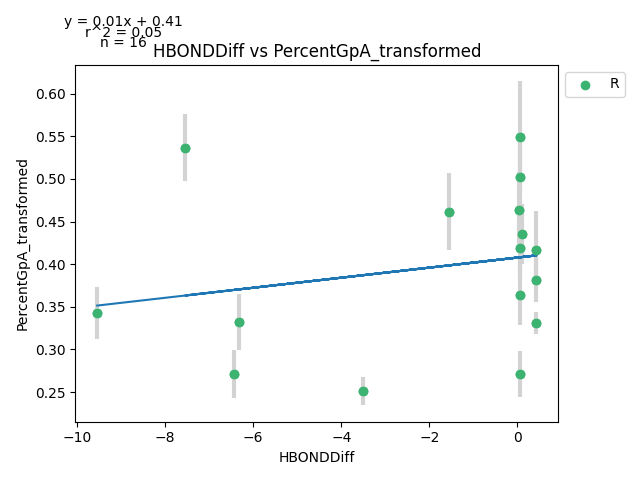 y = 0.01x + 0.41
r^2 = 0.05
n = 16
HBONDDiff vs PercentGpA_transformed
R
PercentGpA_transformed
0.60
0.55
0.50
0.45
0.40
0.35
0.30
0.25
−10
−8
−6
−4
−2
0
HBONDDiff